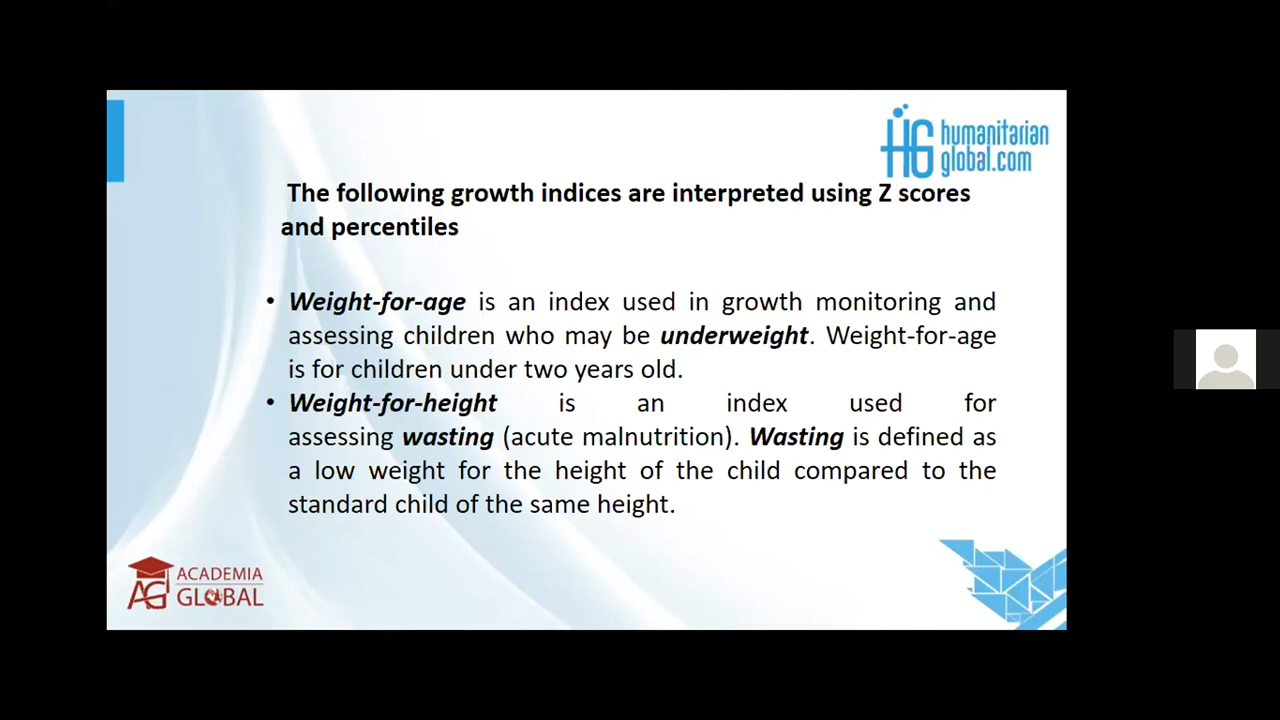 humanitarian
global.com
The following growth indices are interpreted using Z scores
and percentiles
• Weight-for-age is an index used in growth monitoring and
assessing children who may be underweight. Weight-for-age
is for children under two years old.
• Weight-for-height is an index used for
assessing wasting (acute malnutrition). Wasting is defined as
a low weight for the height of the child compared to the
standard child of the same height.
AG ACADEMIA
GLOBAL